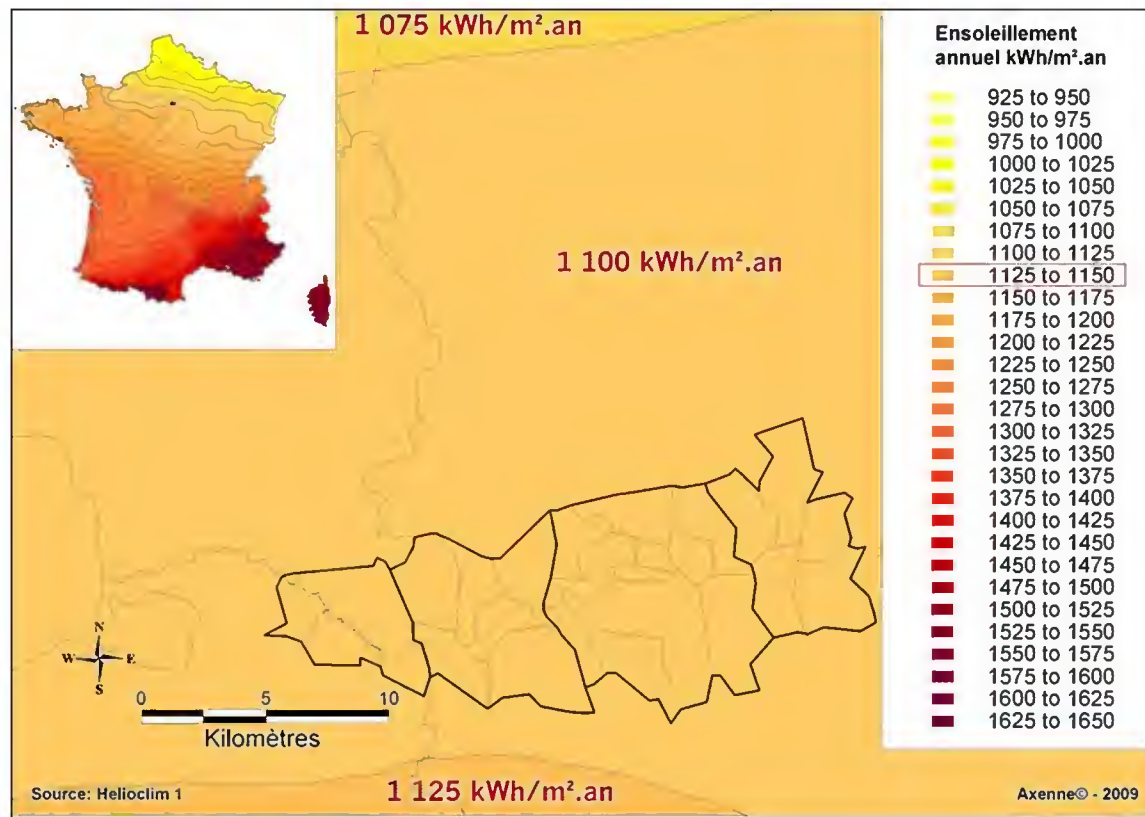 1 075 kWh/m².an
1 100 kWh/m².an
1 125 kWh/m².an
N
W
E
S
0
5
10
Kilomètres
Source: Helioclim 1
Axenne© - 2009
Ensoleillement
annuel kWh/m².an
925 to 950
950 to 975
975 to 1000
1000 to 1025
1025 to 1050
1050 to 1075
1075 to 1100
1100 to 1125
1125 to 1150
1150 to 1175
1175 to 1200
1200 to 1225
1225 to 1250
1250 to 1275
1275 to 1300
1300 to 1325
1325 to 1350
1350 to 1375
1375 to 1400
1400 to 1425
1425 to 1450
1450 to 1475
1475 to 1500
1500 to 1525
1525 to 1550
1550 to 1575
1575 to 1600
1600 to 1625
1625 to 1650